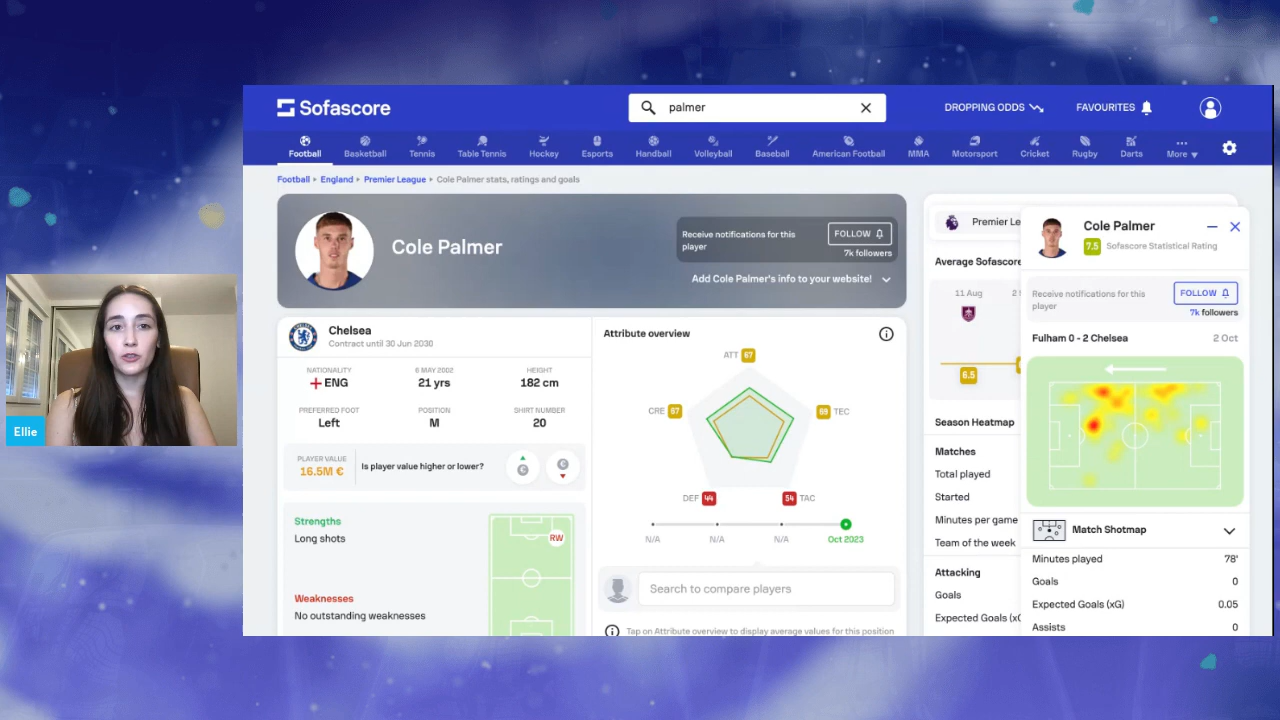 Sofascore
palmer
DROPPING ODDS
FAVOURITES
Football
Basketball
Tennis
Table Tennis
Hockey
Esports
Handball
Volleyball
Baseball
American Football
MMA
Motorsport
Cricket
Rugby
Darts
More
Football
England
Premier League
Cole Palmer stats, ratings and goals
Cole Palmer
Receive notifications for this
player
FOLLOW
7k followers
Add Cole Palmer's info to your website!
Chelsea
Contract until 30 Jun 2030
NATIONALITY
ENG
6 MAY 2002
21 yrs
HEIGHT
182 cm
PREFERRED FOOT
Left
POSITION
M
SHIRT NUMBER
20
PLAYER VALUE
16.5M €
Is player value higher or lower?
Strengths
Long shots
Weaknesses
No outstanding weaknesses
RW
Attribute overview
ATT 67
CRE 67
69 TEC
DEF 44
54 TAC
N/A
N/A
N/A
Oct 2023
Search to compare players
Tap on Attribute overview to display average values for this position
Premier Le
Average Sofascore
11 Aug
6.5
Season Heatmap
Matches
Total played
Started
Minutes per game
Team of the week
Attacking
Goals
Expected Goals (xG
Cole Palmer
7.5 Sofascore Statistical Rating
Receive notifications for this
player
FOLLOW
7k followers
Fulham 0 - 2 Chelsea
2 Oct
Match Shotmap
Minutes played 78'
Goals 0
Expected Goals (xG) 0.05
Assists 0
Ellie